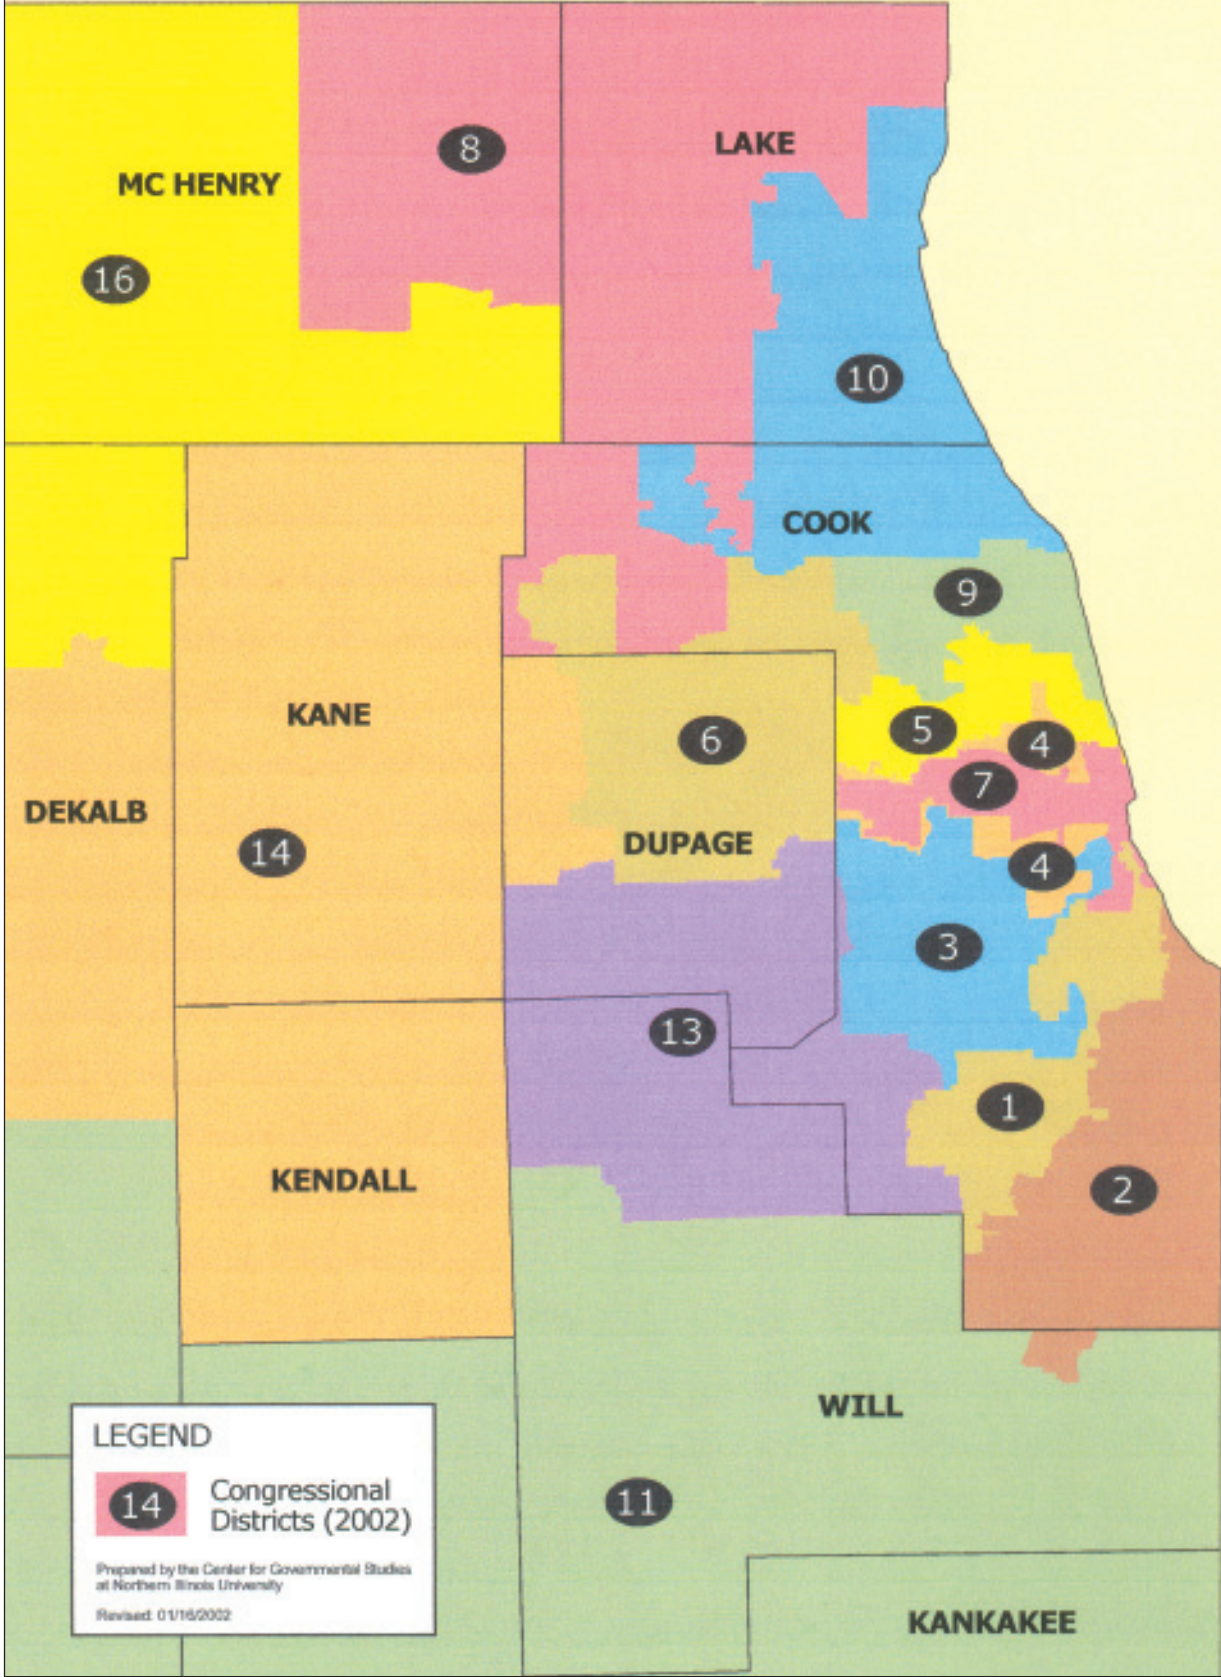 8
LAKE
MC HENRY
16
10
COOK
9
KANE
5
4
6
7
DEKALB
DUPAGE
14
4
3
13
1
KENDALL
2
WILL
LEGEND
14
Congressional
Districts (2002)
11
Prepared by the Center for Governmental Studies
at Northern Illinois University
Revised: 01/16/2002
KANKAKEE